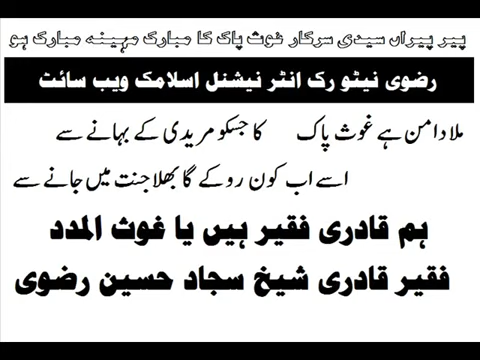 پیر پیراں سیدی سرکار غوث پاک کا مبارک مہینہ مبارک ہو
رضوی نیٹو رک انٹر نیشنل اسلامک ویب سائٹ
ملا دامن ہے غوث پاک کا جسکو مریدی کے بہانے سے
اسے اب کون روکے گا بھلا جنت میں جانے سے
ہم قادری فقیر ہیں یا غوث المدد
فقیر قادری شیخ سجاد حسین رضوی